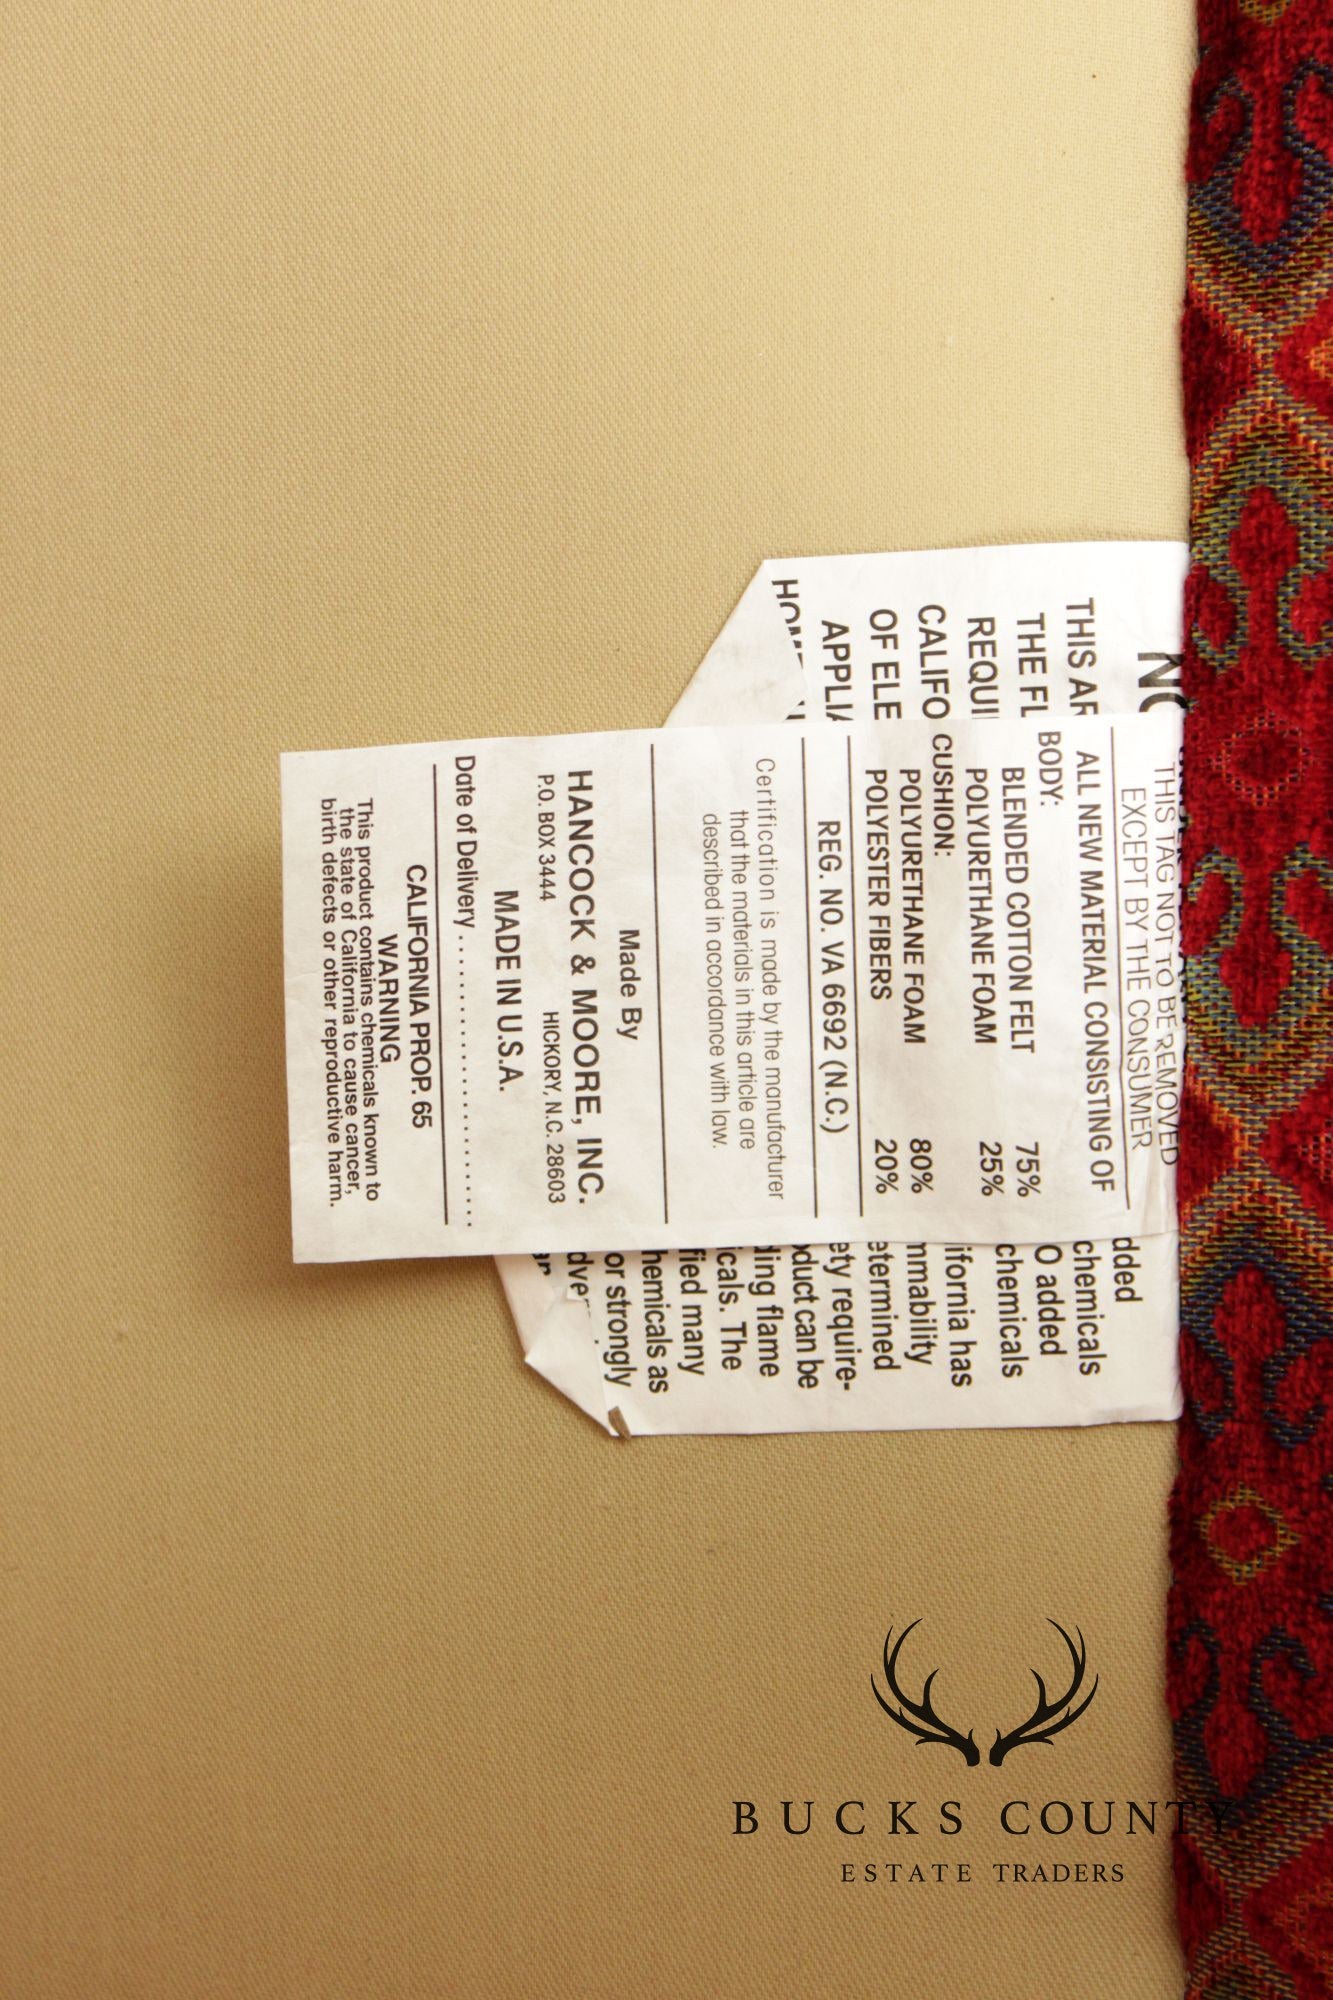 THIS TAG NOT TO BE REMOVED
EXCEPT BY THE CONSUMER
ALL NEW MATERIAL CONSISTING OF
BODY:
BLENDED COTTON FELT 75%
POLYURETHANE FOAM 25%
CUSHION:
POLYURETHANE FOAM 80%
POLYESTER FIBERS 20%
REG. NO. VA 6692 (N.C.)
Certification is made by the manufacturer
that the materials in this article are
described in accordance with law.
Made By
HANCOCK & MOORE, INC.
P.O. BOX 3444 HICKORY, N.C. 28603
MADE IN U.S.A.
Date of Delivery . . . . . . . . . . . . . . . . . . . . . . . .
CALIFORNIA PROP. 65
WARNING
This product contains chemicals known to
the state of California to cause cancer,
birth defects or other reproductive harm.
THIS AR
THE FL
REQUI
CALIFO
OF ELE
APPLIA
dded
chemicals
O added
chemicals
ifornia has
mmability
etermined
ety require-
oduct can be
ding flame
icals. The
fied many
hemicals as
or strongly
BUCKS COUNTY
ESTATE TRADERS